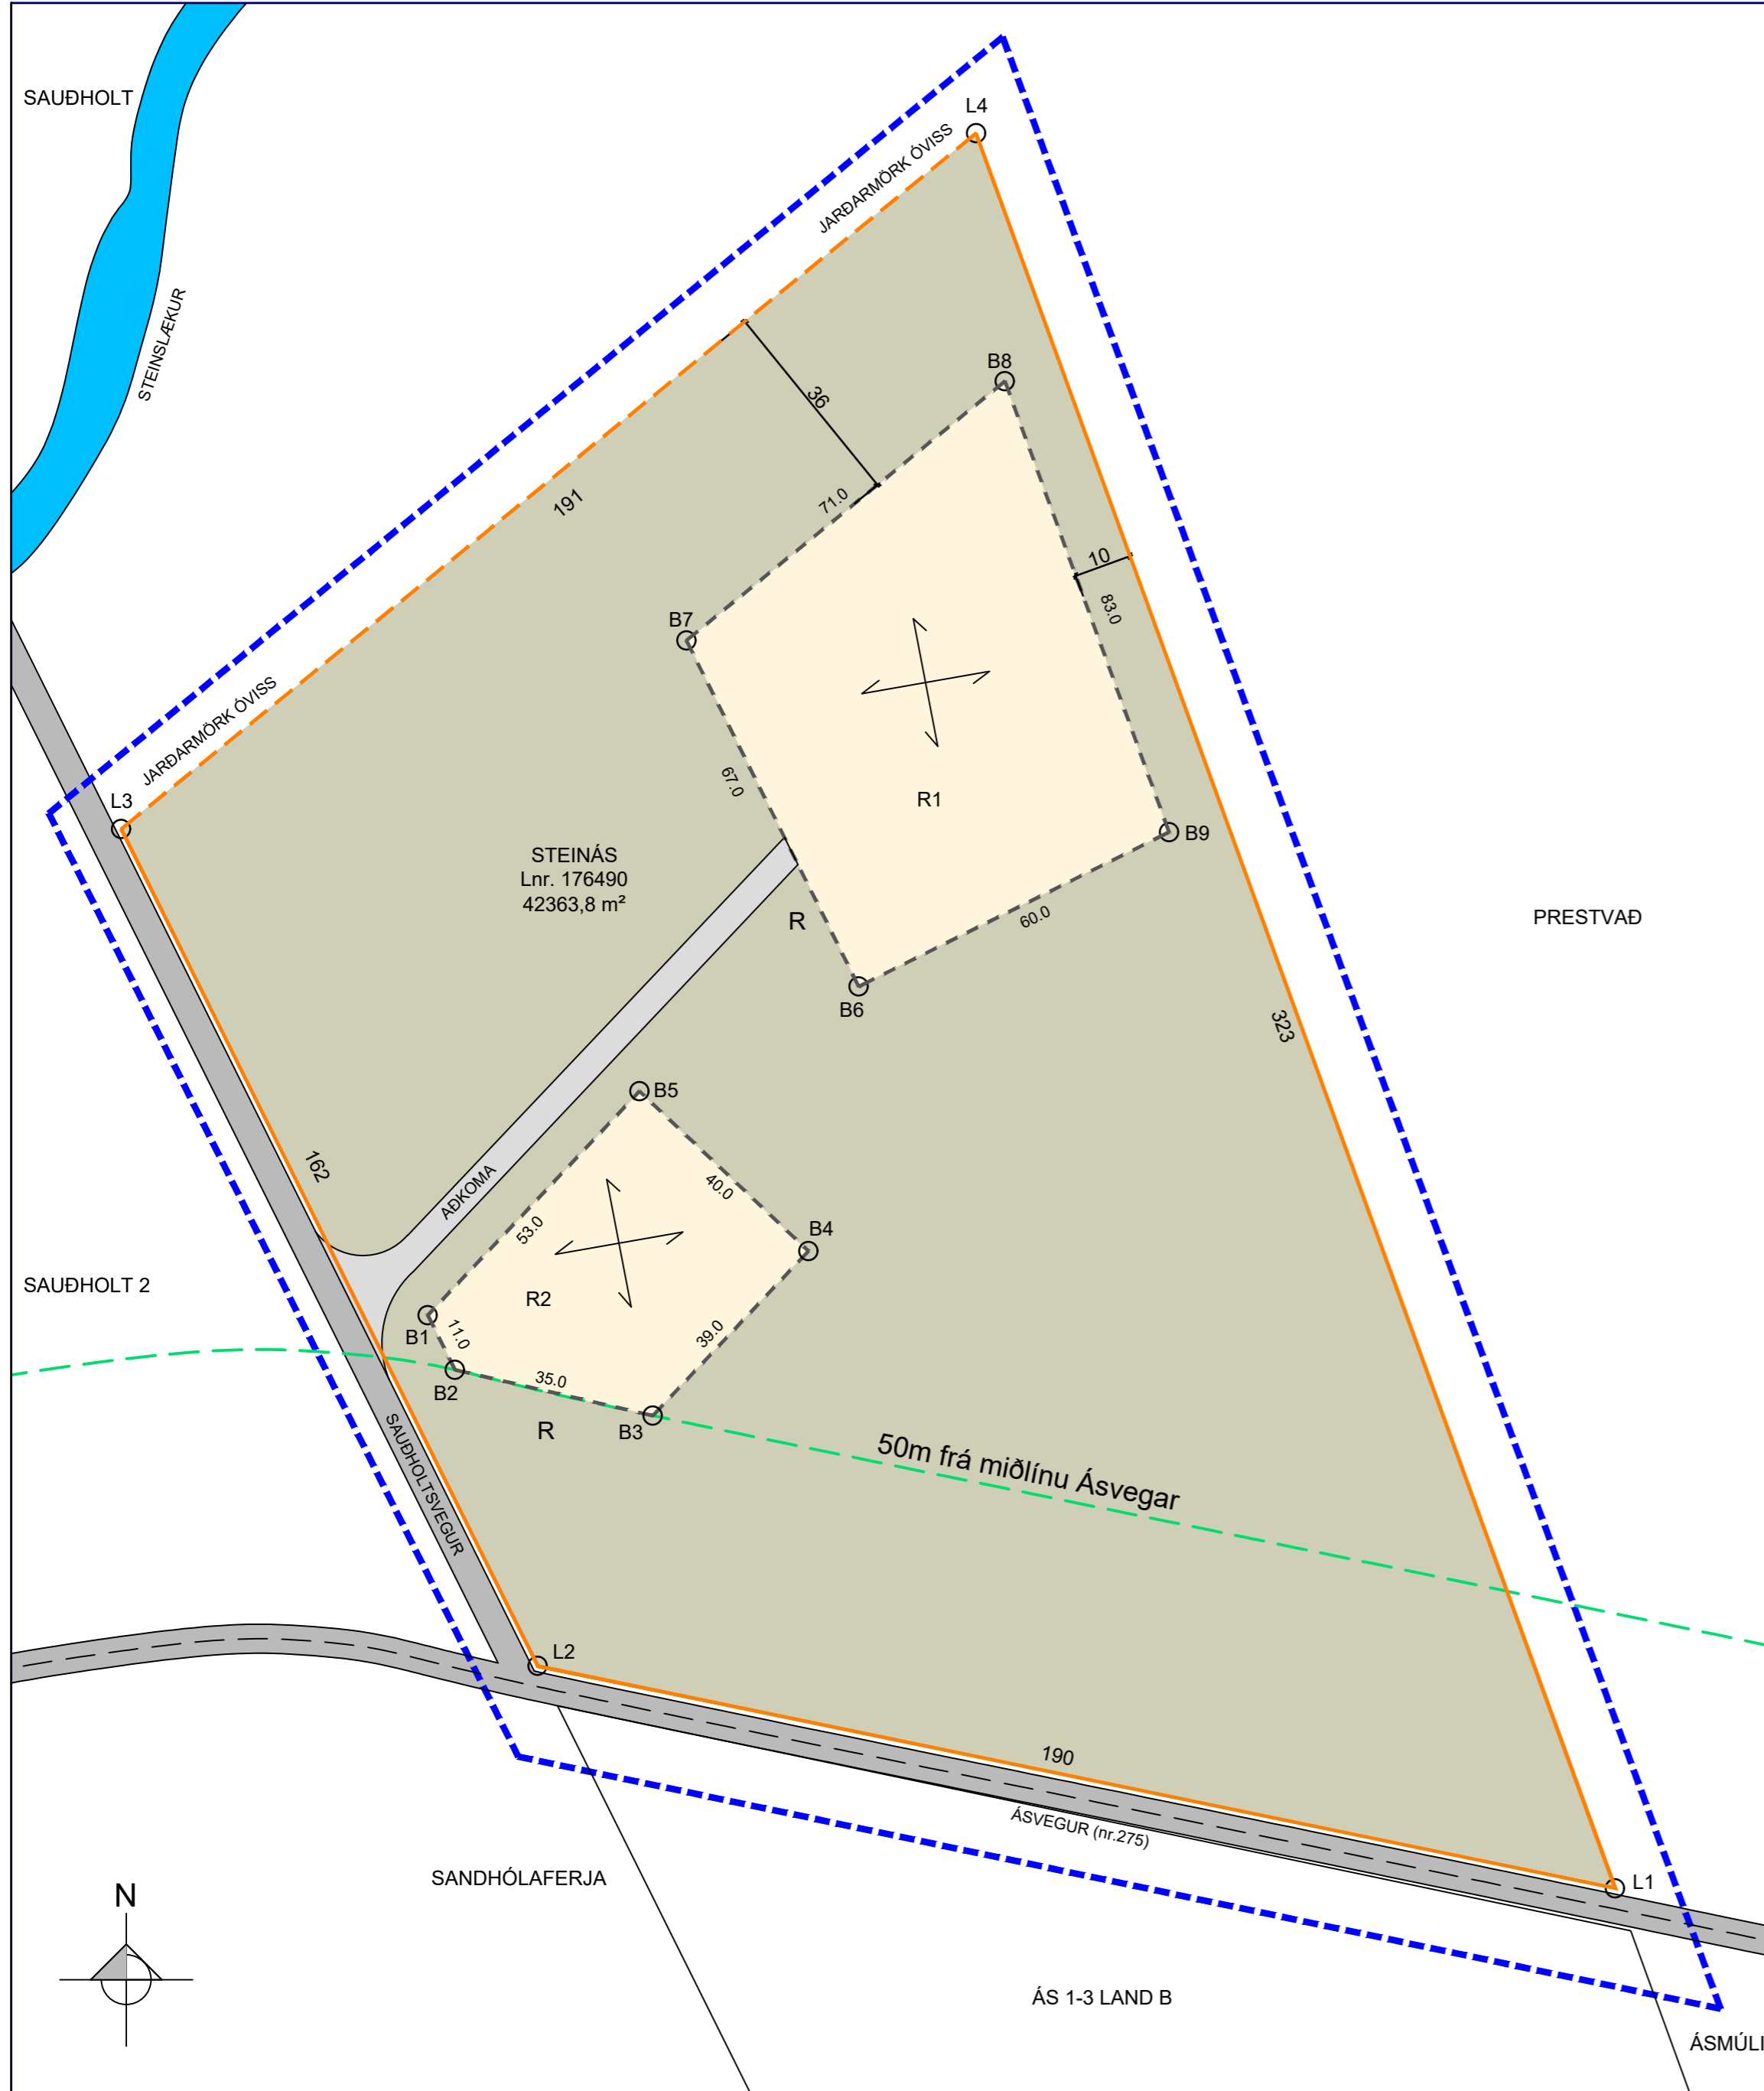 SAUÐHOLT
L4
JARÐARMÖRK ÓVISS
STEINSLÆKUR
B8
36
71.0
191
10
83.0
B7
JARÐARMÖRK ÓVISS
67.0
R1
L3
B9
STEINÁS
Lnr. 176490
42363,8 m²
R
60.0
PRESTVAÐ
B6
323
B5
162
AÐKOMA
40.0
53.0
B4
SAUÐHOLT 2
R2
B1
11.0
39.0
B2
35.0
B3
R
50m frá miðlínu Ásvegar
SAUÐHOLTSVEGUR
L2
190
ÁSVEGUR (nr.275)
SANDHÓLAFERJA
L1
N
ÁS 1-3 LAND B
ÁSMÚLI